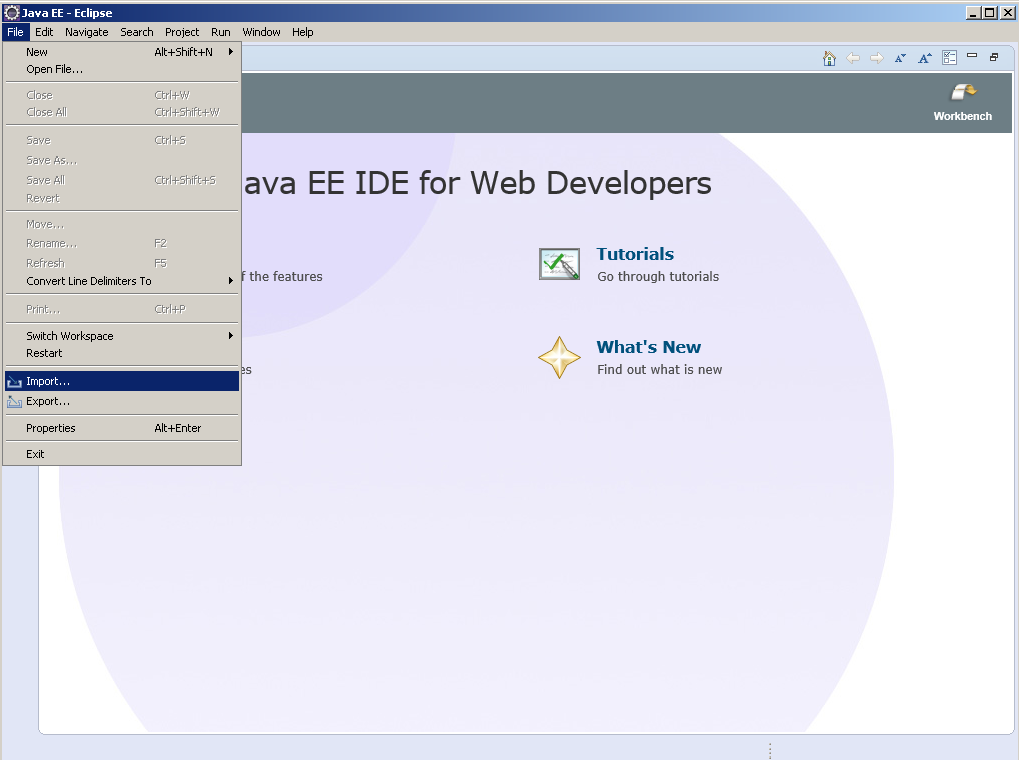 Java EE - Eclipse
File Edit Navigate Search Project Run Window Help
New Alt+Shift+N
Open File...
Close Ctrl+W
Close All Ctrl+Shift+W
Save Ctrl+S
Save As...
Save All Ctrl+Shift+S
Revert
Move...
Rename... F2
Refresh F5
Convert Line Delimiters To
Print... Ctrl+P
Switch Workspace
Restart
Import...
Export...
Properties Alt+Enter
Exit
A A
Workbench
ava EE IDE for Web Developers
f the features
Tutorials
Go through tutorials
es
What's New
Find out what is new